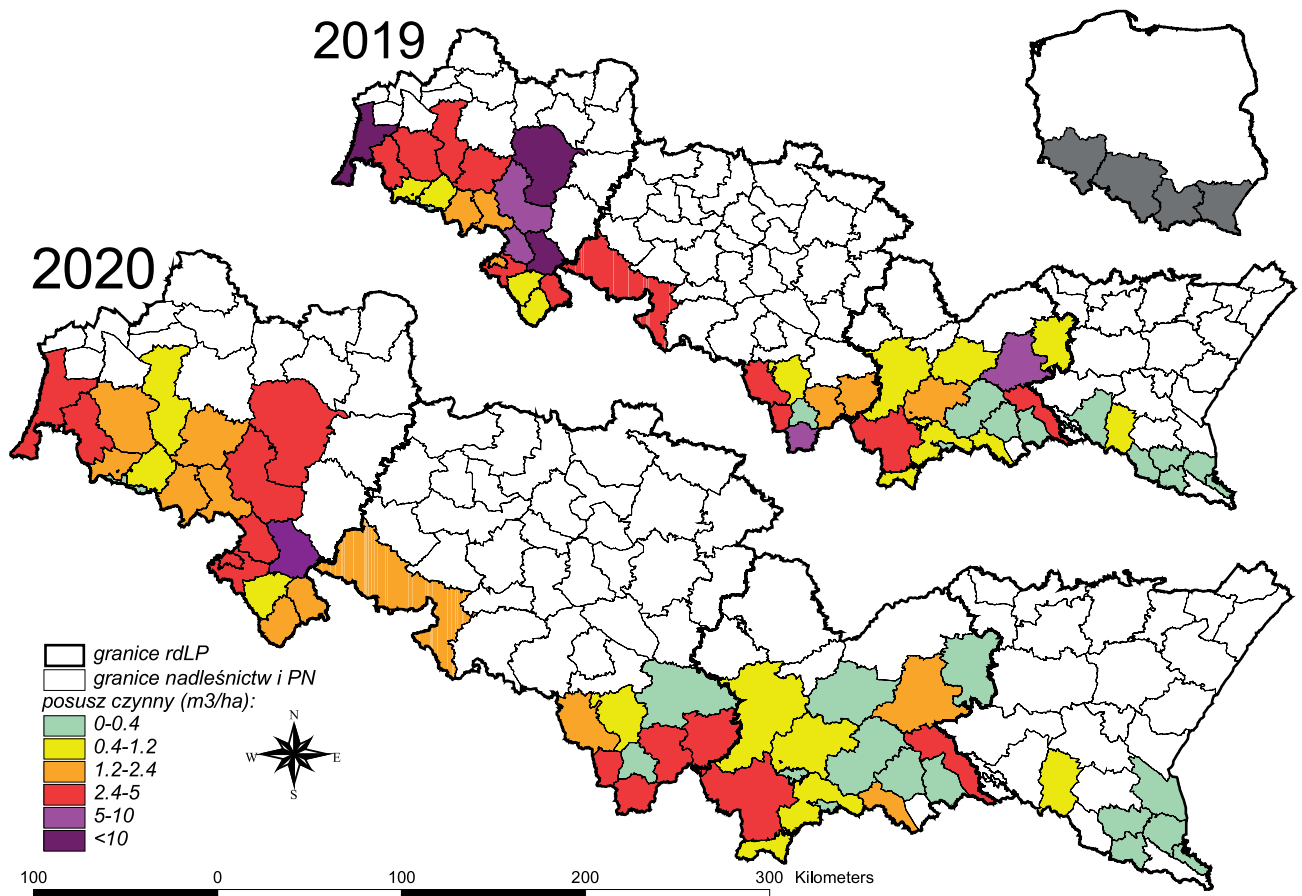 2019
2020
granice rdLP
granice nadleśnictw i PN
posusz czynny (m3/ha):
0-0.4
0.4-1.2
1.2-2.4
2.4-5
5-10
<10
N
W E
S
100 0 100 200 300 Kilometers